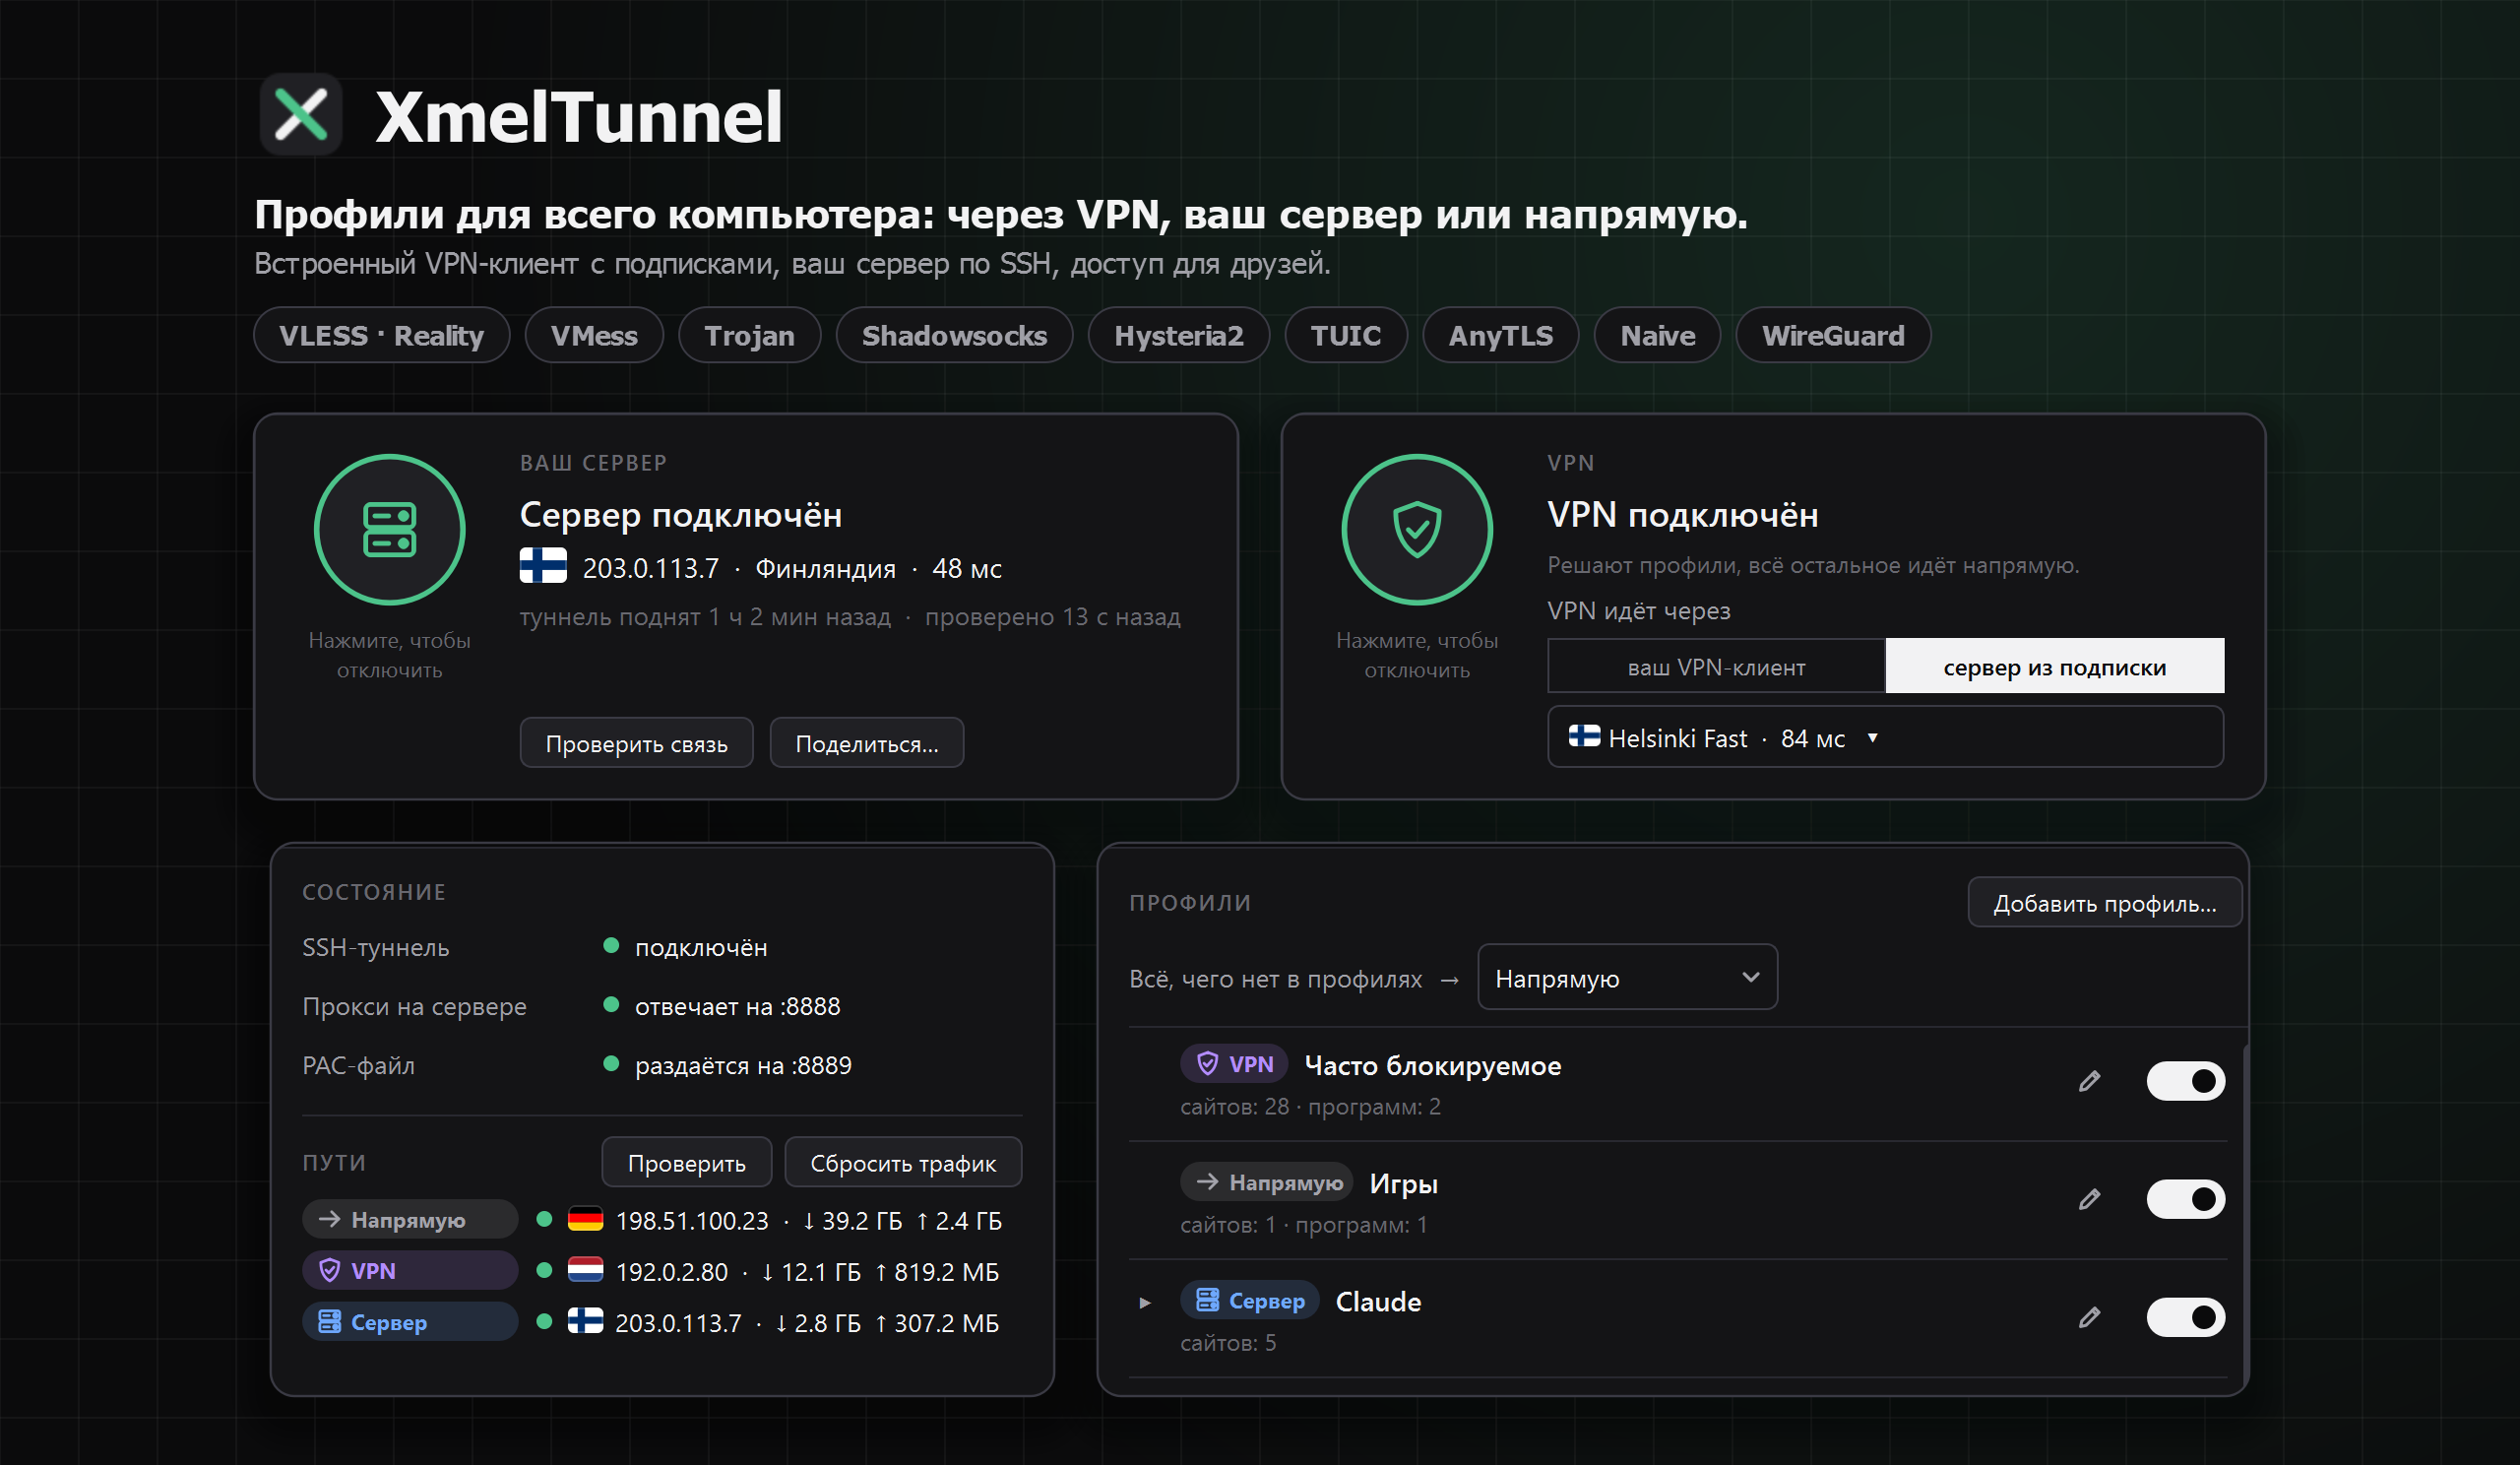 XmelTunnel
Профили для всего компьютера: через VPN, ваш сервер или напрямую.
Встроенный VPN-клиент с подписками, ваш сервер по SSH, доступ для друзей.
VLESS · Reality VMess Trojan Shadowsocks Hysteria2 TUIC AnyTLS Naive WireGuard
ВАШ СЕРВЕР
Сервер подключён
203.0.113.7 · Финляндия · 48 мс
туннель поднят 1 ч 2 мин назад · проверено 13 с назад
Нажмите, чтобы
отключить
Проверить связь Поделиться...
VPN
VPN подключён
Решают профили, всё остальное идёт напрямую.
VPN идёт через
Нажмите, чтобы
отключить
ваш VPN-клиент сервер из подписки
Helsinki Fast · 84 мс ▼
СОСТОЯНИЕ
SSH-туннель подключён
Прокси на сервере отвечает на :8888
PAC-файл раздаётся на :8889
ПУТИ Проверить Сбросить трафик
→ Напрямую 198.51.100.23 · ↓ 39.2 ГБ ↑ 2.4 ГБ
VPN 192.0.2.80 · ↓ 12.1 ГБ ↑ 819.2 МБ
Сервер 203.0.113.7 · ↓ 2.8 ГБ ↑ 307.2 МБ
ПРОФИЛИ Добавить профиль...
Всё, чего нет в профилях → Напрямую
VPN Часто блокируемое
сайтов: 28 · программ: 2
→ Напрямую Игры
сайтов: 1 · программ: 1
▶ Сервер Claude
сайтов: 5